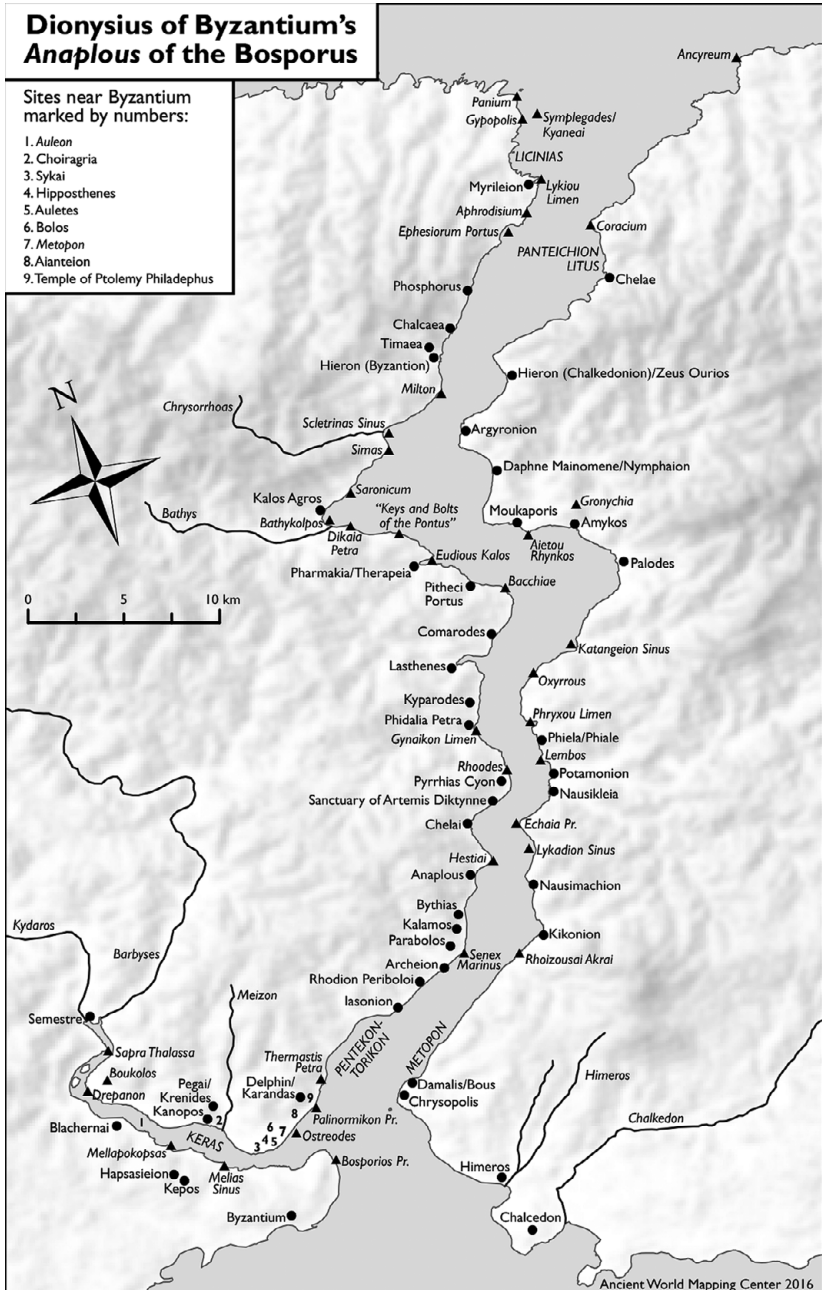 Dionysius of Byzantium's
Anaplous of the Bosporus
Sites near Byzantium
marked by numbers:
1. Auleon
2. Choiragria
3. Sykai
4. Hipposthenes
5. Auletes
6. Bolos
7. Metopon
8. Aianteion
9. Temple of Ptolemy Philadephus
Ancyreum
Panium
Gypopolis
Symplegades/
Kyaneai
LICINIAS
Myrileion
Lykiou
Limen
Aphrodisium
Ephesiorum Portus
Coracium
PANTEICHION
LITUS
Chelae
Phosphorus
Chalcaea
Timaea
Hieron (Byzantion)
Hieron (Chalkedonion)/Zeus Ourios
Milton
N
Chrysorrhoas
Scletrinas Sinus
Simas
Argyronion
Daphne Mainomene/Nymphaion
Saronicum
Kalos Agros
Bathykolpos
Bathys
"Keys and Bolts
of the Pontus"
Dikaia
Petra
Gronychia
Moukaporis
Amykos
Aietou
Rhynkos
Eudious Kalos
Pharmakia/Therapeia
Palodes
Pitheci
Portus
Bacchiae
0
5
10 km
Comarodes
Katangeion Sinus
Lasthenes
Oxyrrous
Kyparodes
Phidalia Petra
Gynaikon Limen
Phryxou Limen
Phiela/Phiale
Lembos
Rhoodes
Pyrrhias Cyon
Potamonion
Nausikleia
Sanctuary of Artemis Diktynne
Chelai
Echaia Pr.
Hestiai
Lykadion Sinus
Anaplous
Nausimachion
Bythias
Kalamos
Parabolos
Kikonion
Senex
Marinus
Rhoizousai Akrai
Archeion
Rhodion Periboloi
Iasonion
Kydaros
Barbyses
Meizon
Semestre
PENTEKON-
TORIKON
METOPON
Sapra Thalassa
Boukolos
Drepanon
Thermastis
Petra
Delphin/
Karandas
9
8
Palinormikon Pr.
Ostreodes
Pegai/
Krenides
Kanopos
2
Damalis/Bous
Chrysopolis
Himeros
Chalkedon
Blachernai
1
KERAS
6
7
3
4
5
Mellapokopsas
Hapsasieion
Kepos
Melias
Sinus
Bosporios Pr.
Himeros
Byzantium
Chalcedon
Ancient World Mapping Center 2016